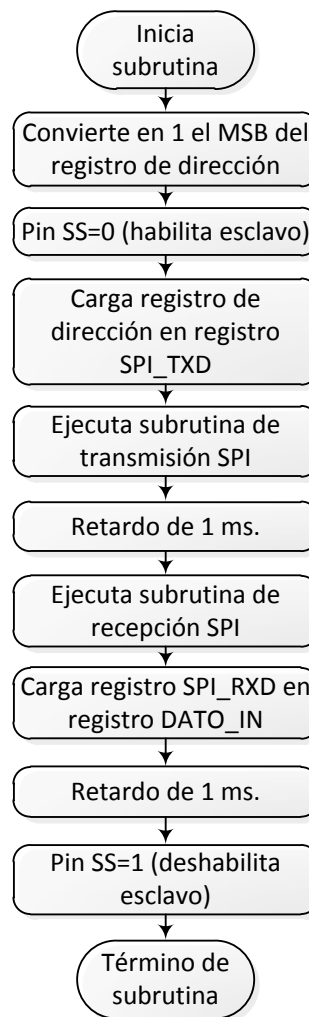 Inicia
subrutina
Convierte en 1 el MSB del
registro de dirección
Pin SS=0 (habilita esclavo)
Carga registro de
dirección en registro
SPI_TXD
Ejecuta subrutina de
transmisión SPI
Retardo de 1 ms.
Ejecuta subrutina de
recepción SPI
Carga registro SPI_RXD en
registro DATO_IN
Retardo de 1 ms.
Pin SS=1 (deshabilita
esclavo)
Término de
subrutina